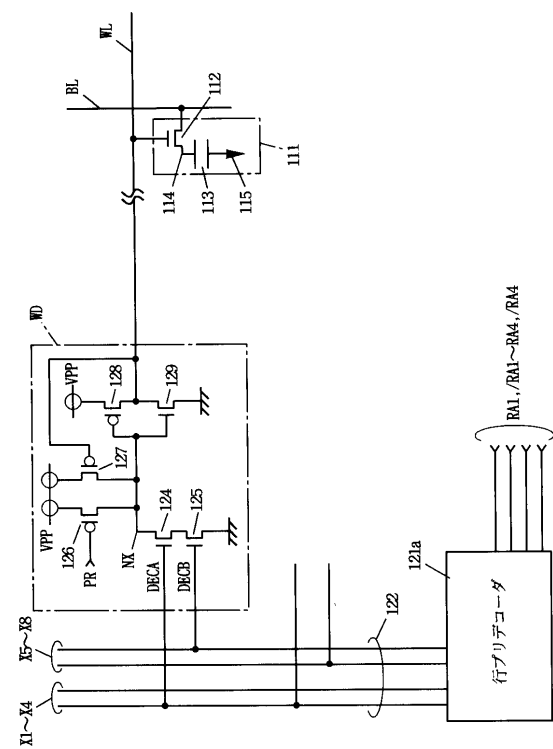 WL
BL
112
111
114
113
115
WD
VPP
128
129
127
VPP
126
PR
NX
124
125
DECA
DECB
X5~X8
X1~X4
122
121a
行プリデコーダ
RA1,/RA1~RA4,/RA4